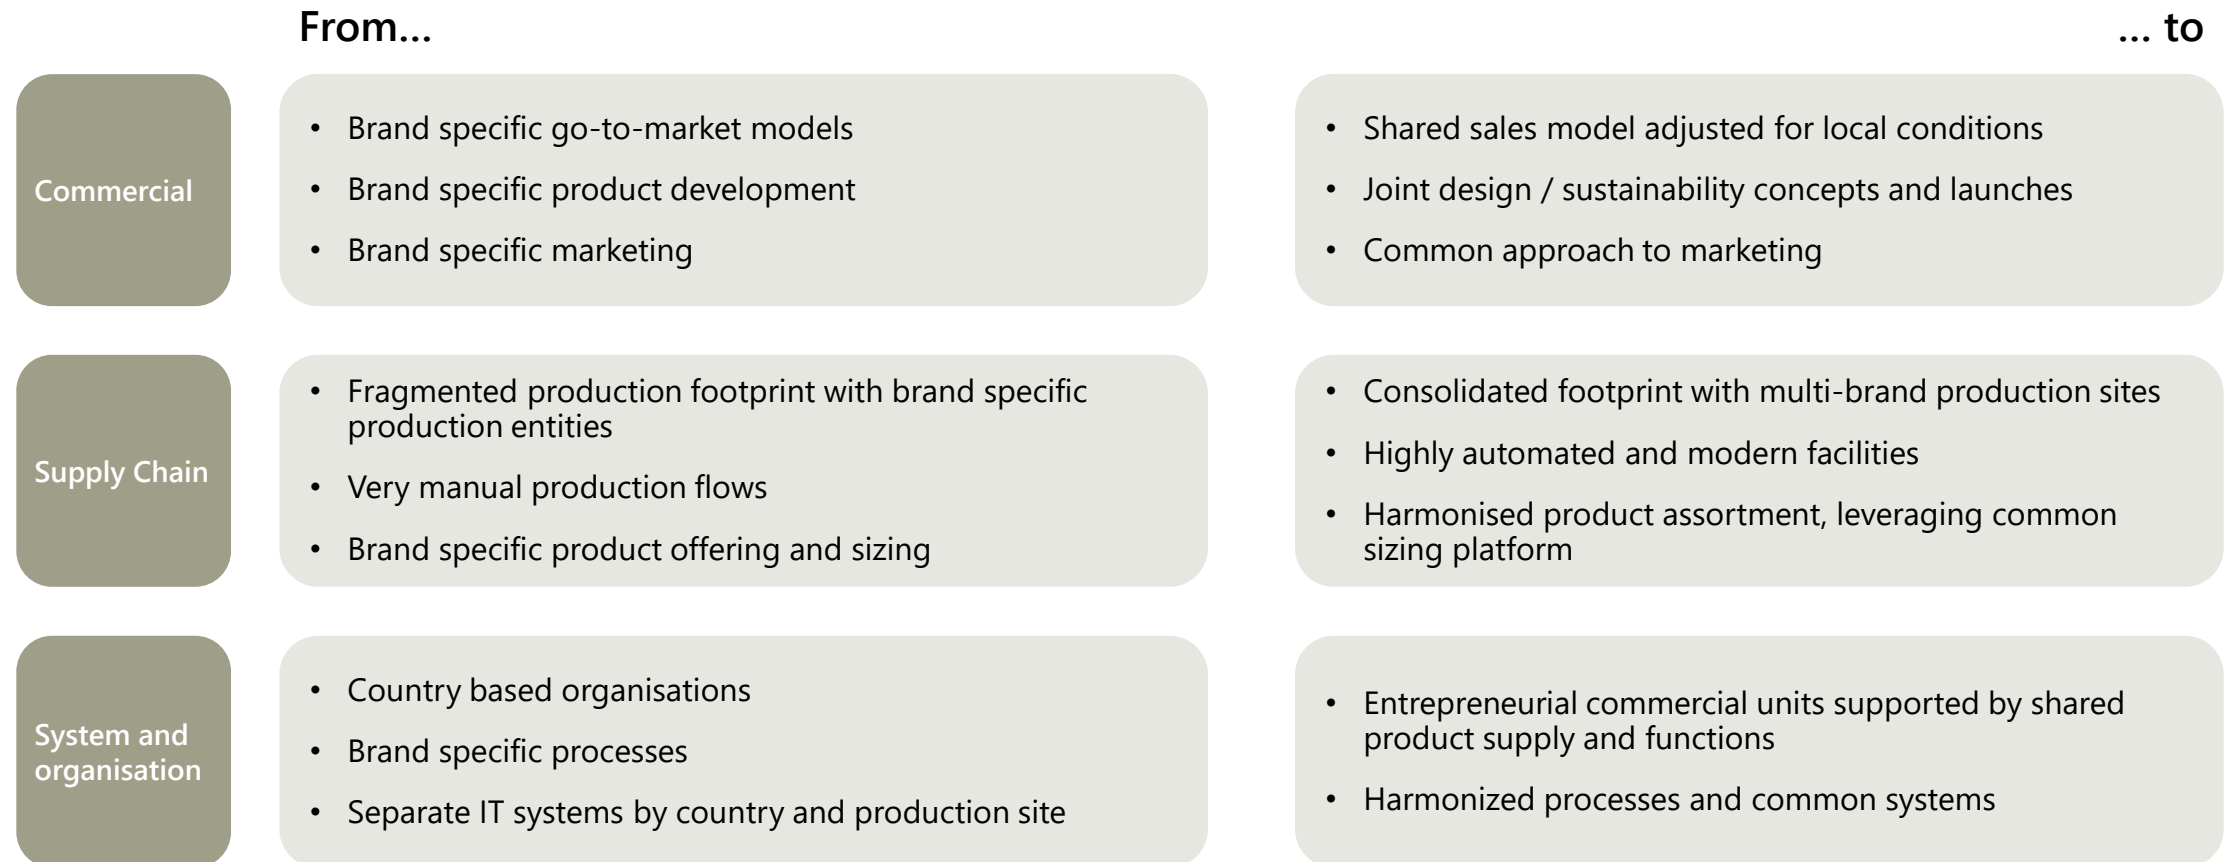 From...
... to
Commercial
• Brand specific go-to-market models
• Brand specific product development
• Brand specific marketing
• Shared sales model adjusted for local conditions
• Joint design / sustainability concepts and launches
• Common approach to marketing
Supply Chain
• Fragmented production footprint with brand specific
production entities
• Very manual production flows
• Brand specific product offering and sizing
• Consolidated footprint with multi-brand production sites
• Highly automated and modern facilities
• Harmonised product assortment, leveraging common
sizing platform
System and
organisation
• Country based organisations
• Brand specific processes
• Separate IT systems by country and production site
• Entrepreneurial commercial units supported by shared
product supply and functions
• Harmonized processes and common systems